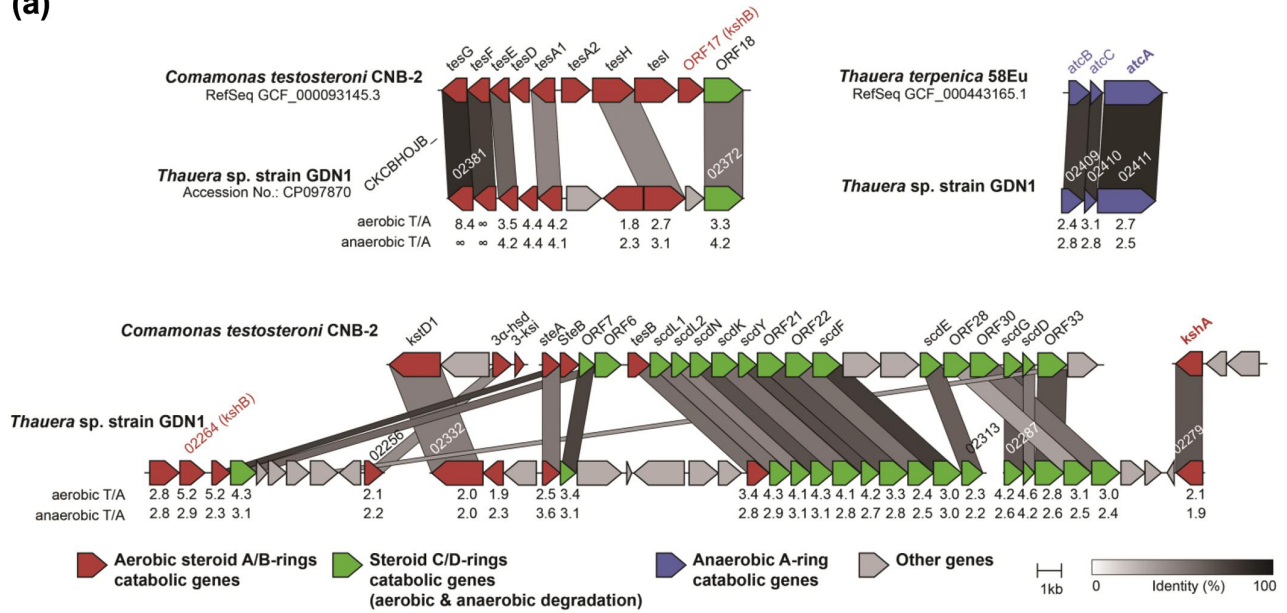 (a)
tesG tesF tesE tesD tesA1 tesA2 tesH tesI ORF17 (kshB) ORF18
Comamonas testosteroni CNB-2
RefSeq GCF_000093145.3
CKCBHOJB_
02381 02372
Thauera sp. strain GDN1
Accession No.: CP097870
aerobic T/A 8.4 ∞ 3.5 4.4 4.2 1.8 2.7 3.3
anaerobic T/A ∞ ∞ 4.2 4.4 4.1 2.3 3.1 4.2
atcB atcC atcA
Thauera terpenica 58Eu
RefSeq GCF_000443165.1
02409 02410 02411
Thauera sp. strain GDN1
2.4 3.1 2.7
2.8 2.8 2.5
Comamonas testosteroni CNB-2
kstD1 3α-hsd 3-ksi steA SteB ORF7 ORF6 tesB scdL1 scdL2 scdN scdK scdY ORF21 ORF22 scdF scdE ORF28 ORF30 scdG scdD ORF33 kshA
Thauera sp. strain GDN1
02264 (kshB) 02256 02332 02313 02287 02279
aerobic T/A 2.8 5.2 5.2 4.3 2.1 2.0 1.9 2.5 3.4 3.4 4.3 4.1 4.3 4.1 4.2 3.3 2.4 3.0 2.3 4.2 2.4 4.6 2.8 3.1 3.0 2.1
anaerobic T/A 2.8 2.9 2.3 3.1 2.2 2.0 2.3 3.6 3.1 2.8 2.9 3.1 3.1 2.8 2.7 2.8 2.5 3.0 2.2 2.6 4.2 2.6 2.5 2.4 1.9
Aerobic steroid A/B-rings
catabolic genes
Steroid C/D-rings
catabolic genes
(aerobic & anaerobic degradation)
Anaerobic A-ring
catabolic genes
Other genes
1kb
0 Identity (%) 100